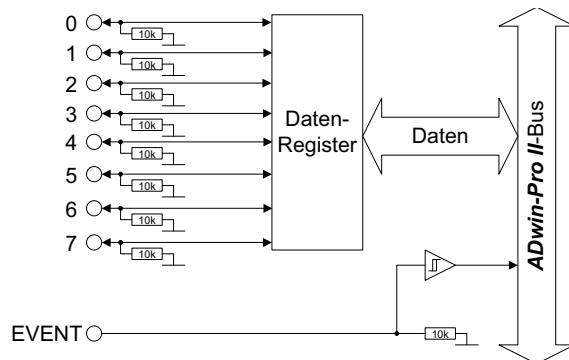 0
10k
1
10k
2
10k
3
10k
4
10k
5
10k
6
10k
7
10k
Daten-
Register
Daten
ADwin-Pro II-Bus
EVENT
10k